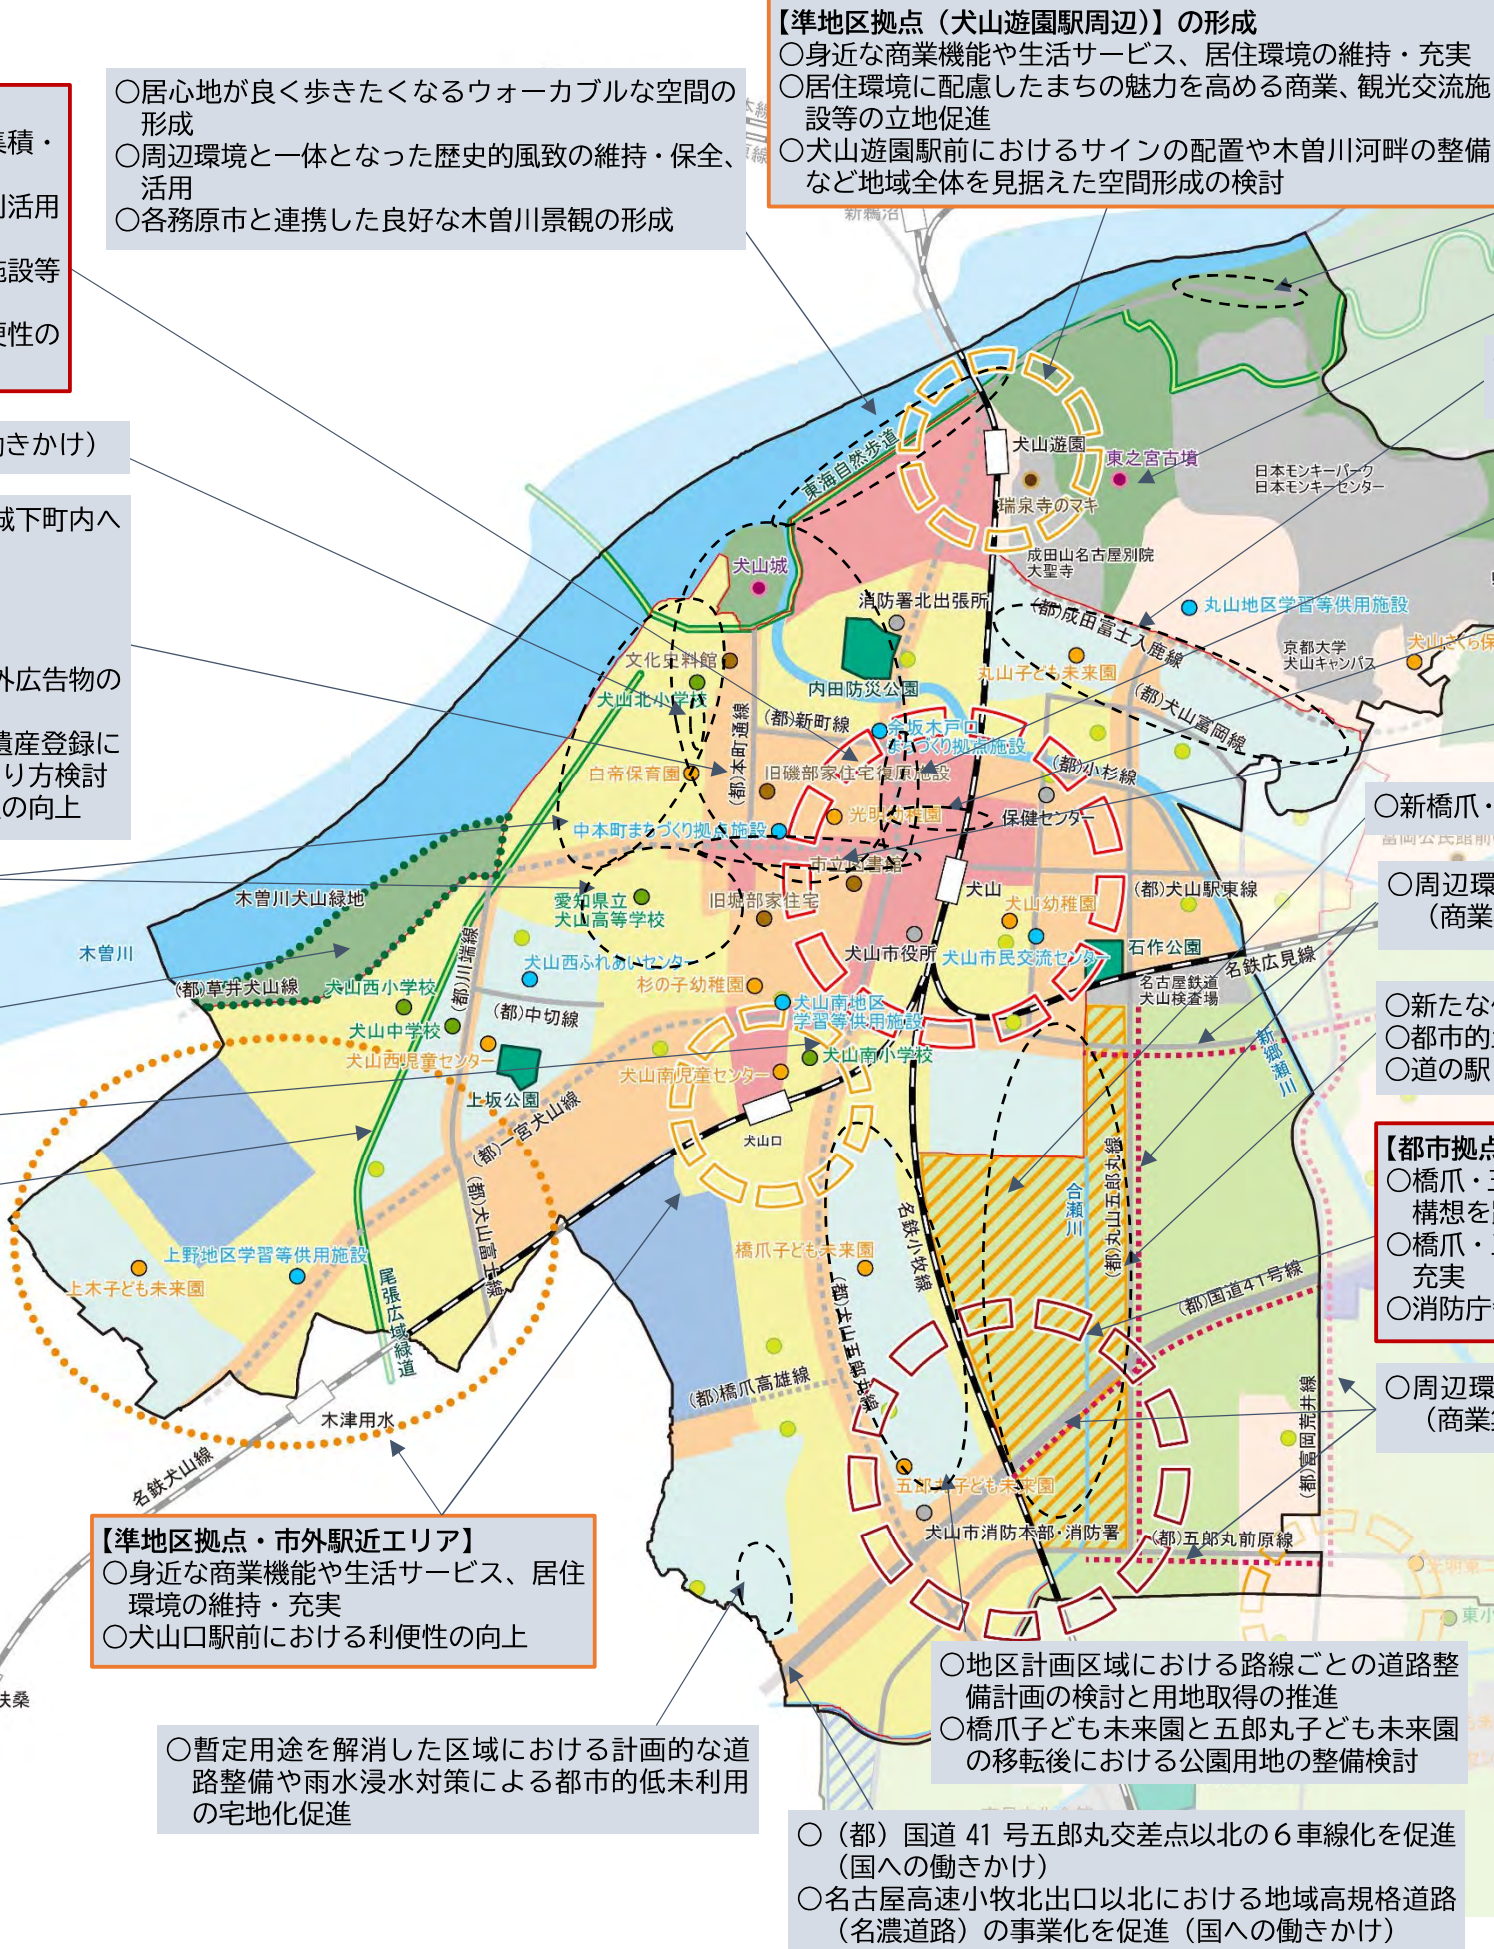 【準地区拠点（犬山遊園駅周辺）】の形成
○身近な商業機能や生活サービス、居住環境の維持・充実
○居住環境に配慮したまちの魅力を高める商業、観光交流施
設等の立地促進
○犬山遊園駅前におけるサインの配置や木曽川河畔の整備
など地域全体を見据えた空間形成の検討
○居心地が良く歩きたくなるウォーカブルな空間の
形成
○周辺環境と一体となった歴史的風致の維持・保全、
活用
○各務原市と連携した良好な木曽川景観の形成
集積・
利活用
施設等
便性の
働きかけ）
城下町内へ
外広告物の
遺産登録に
り方検討
の向上
本線
新鵜沼
東海自然歩道
犬山遊園
東之宮古墳
瑞泉寺のマキ
日本モンキーパーク
日本モンキーセンター
成田山名古屋別院
大聖寺
犬山城
消防署北出張所
(都)成田富士入鹿線
丸山地区学習等供用施設
京都大学
犬山キャンパス
犬山さくら保
文化史料館
犬山北小学校
内田防災公園
丸山子ども未来園
(都)犬山富岡線
(都)本町通線
(都)新町線
余坂木戸口
まちづくり拠点施設
白帝保育園
旧磯部家住宅復原施設
(都)小杉線
光明幼稚園
保健センター
中本町まちづくり拠点施設
市立図書館
○新橋爪・
富岡公民館前
木曽川犬山緑地
愛知県立
犬山高等学校
旧堀部家住宅
犬山
犬山幼稚園
(都)犬山駅東線
○周辺環
（商業
木曽川
(都)川端線
犬山西ふれあいセンター
犬山市役所
犬山市民交流センター
石作公園
名鉄広見線
(都)草井犬山線
犬山西小学校
杉の子幼稚園
名古屋鉄道
犬山検査場
(都)中切線
犬山南地区
学習等供用施設
犬山中学校
犬山西児童センター
犬山南小学校
犬山南児童センター
新郷瀬川
○新たな
○都市的
○道の駅
上坂公園
(都)一宮犬山線
犬山口
【都市拠点
○橋爪・五
構想を
○橋爪・五
充実
○消防庁
(都)犬山富士線
名鉄小牧線
合瀬川
(都)丸山五郎丸線
上野地区学習等供用施設
上木子ども未来園
尾張広域緑道
橋爪子ども未来園
(都)犬山五郎丸線
(都)国道41号線
(都)橋爪高雄線
(都)富岡荒井線
○周辺環
（商業
木津用水
名鉄犬山線
五郎丸子ども未来園
犬山市消防本部・消防署
(都)五郎丸前原線
光明第二
東小
扶桑
【準地区拠点・市外駅近エリア】
○身近な商業機能や生活サービス、居住
環境の維持・充実
○犬山口駅前における利便性の向上
○地区計画区域における路線ごとの道路整
備計画の検討と用地取得の推進
○橋爪子ども未来園と五郎丸子ども未来園
の移転後における公園用地の整備検討
○暫定用途を解消した区域における計画的な道
路整備や雨水浸水対策による都市的低未利用
の宅地化促進
○（都）国道 41 号五郎丸交差点以北の６車線化を促進
（国への働きかけ）
○名古屋高速小牧北出口以北における地域高規格道路
（名濃道路）の事業化を促進（国への働きかけ）